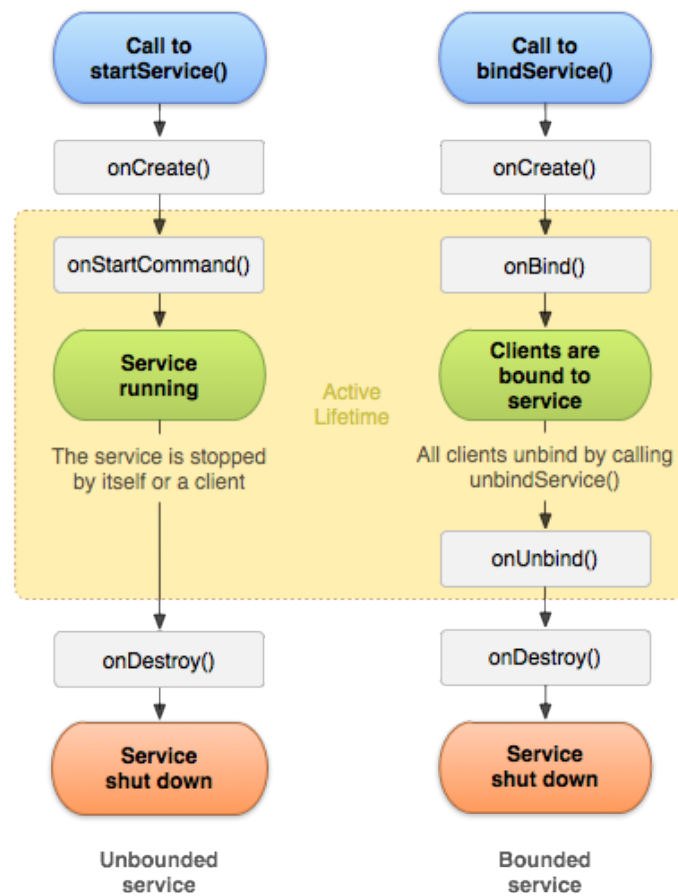 Call to
startService()
onCreate()
onStartCommand()
Service
running
The service is stopped
by itself or a client
onDestroy()
Service
shut down
Unbounded
service
Active
Lifetime
Call to
bindService()
onCreate()
onBind()
Clients are
bound to
service
All clients unbind by calling
unbindService()
onUnbind()
onDestroy()
Service
shut down
Bounded
service